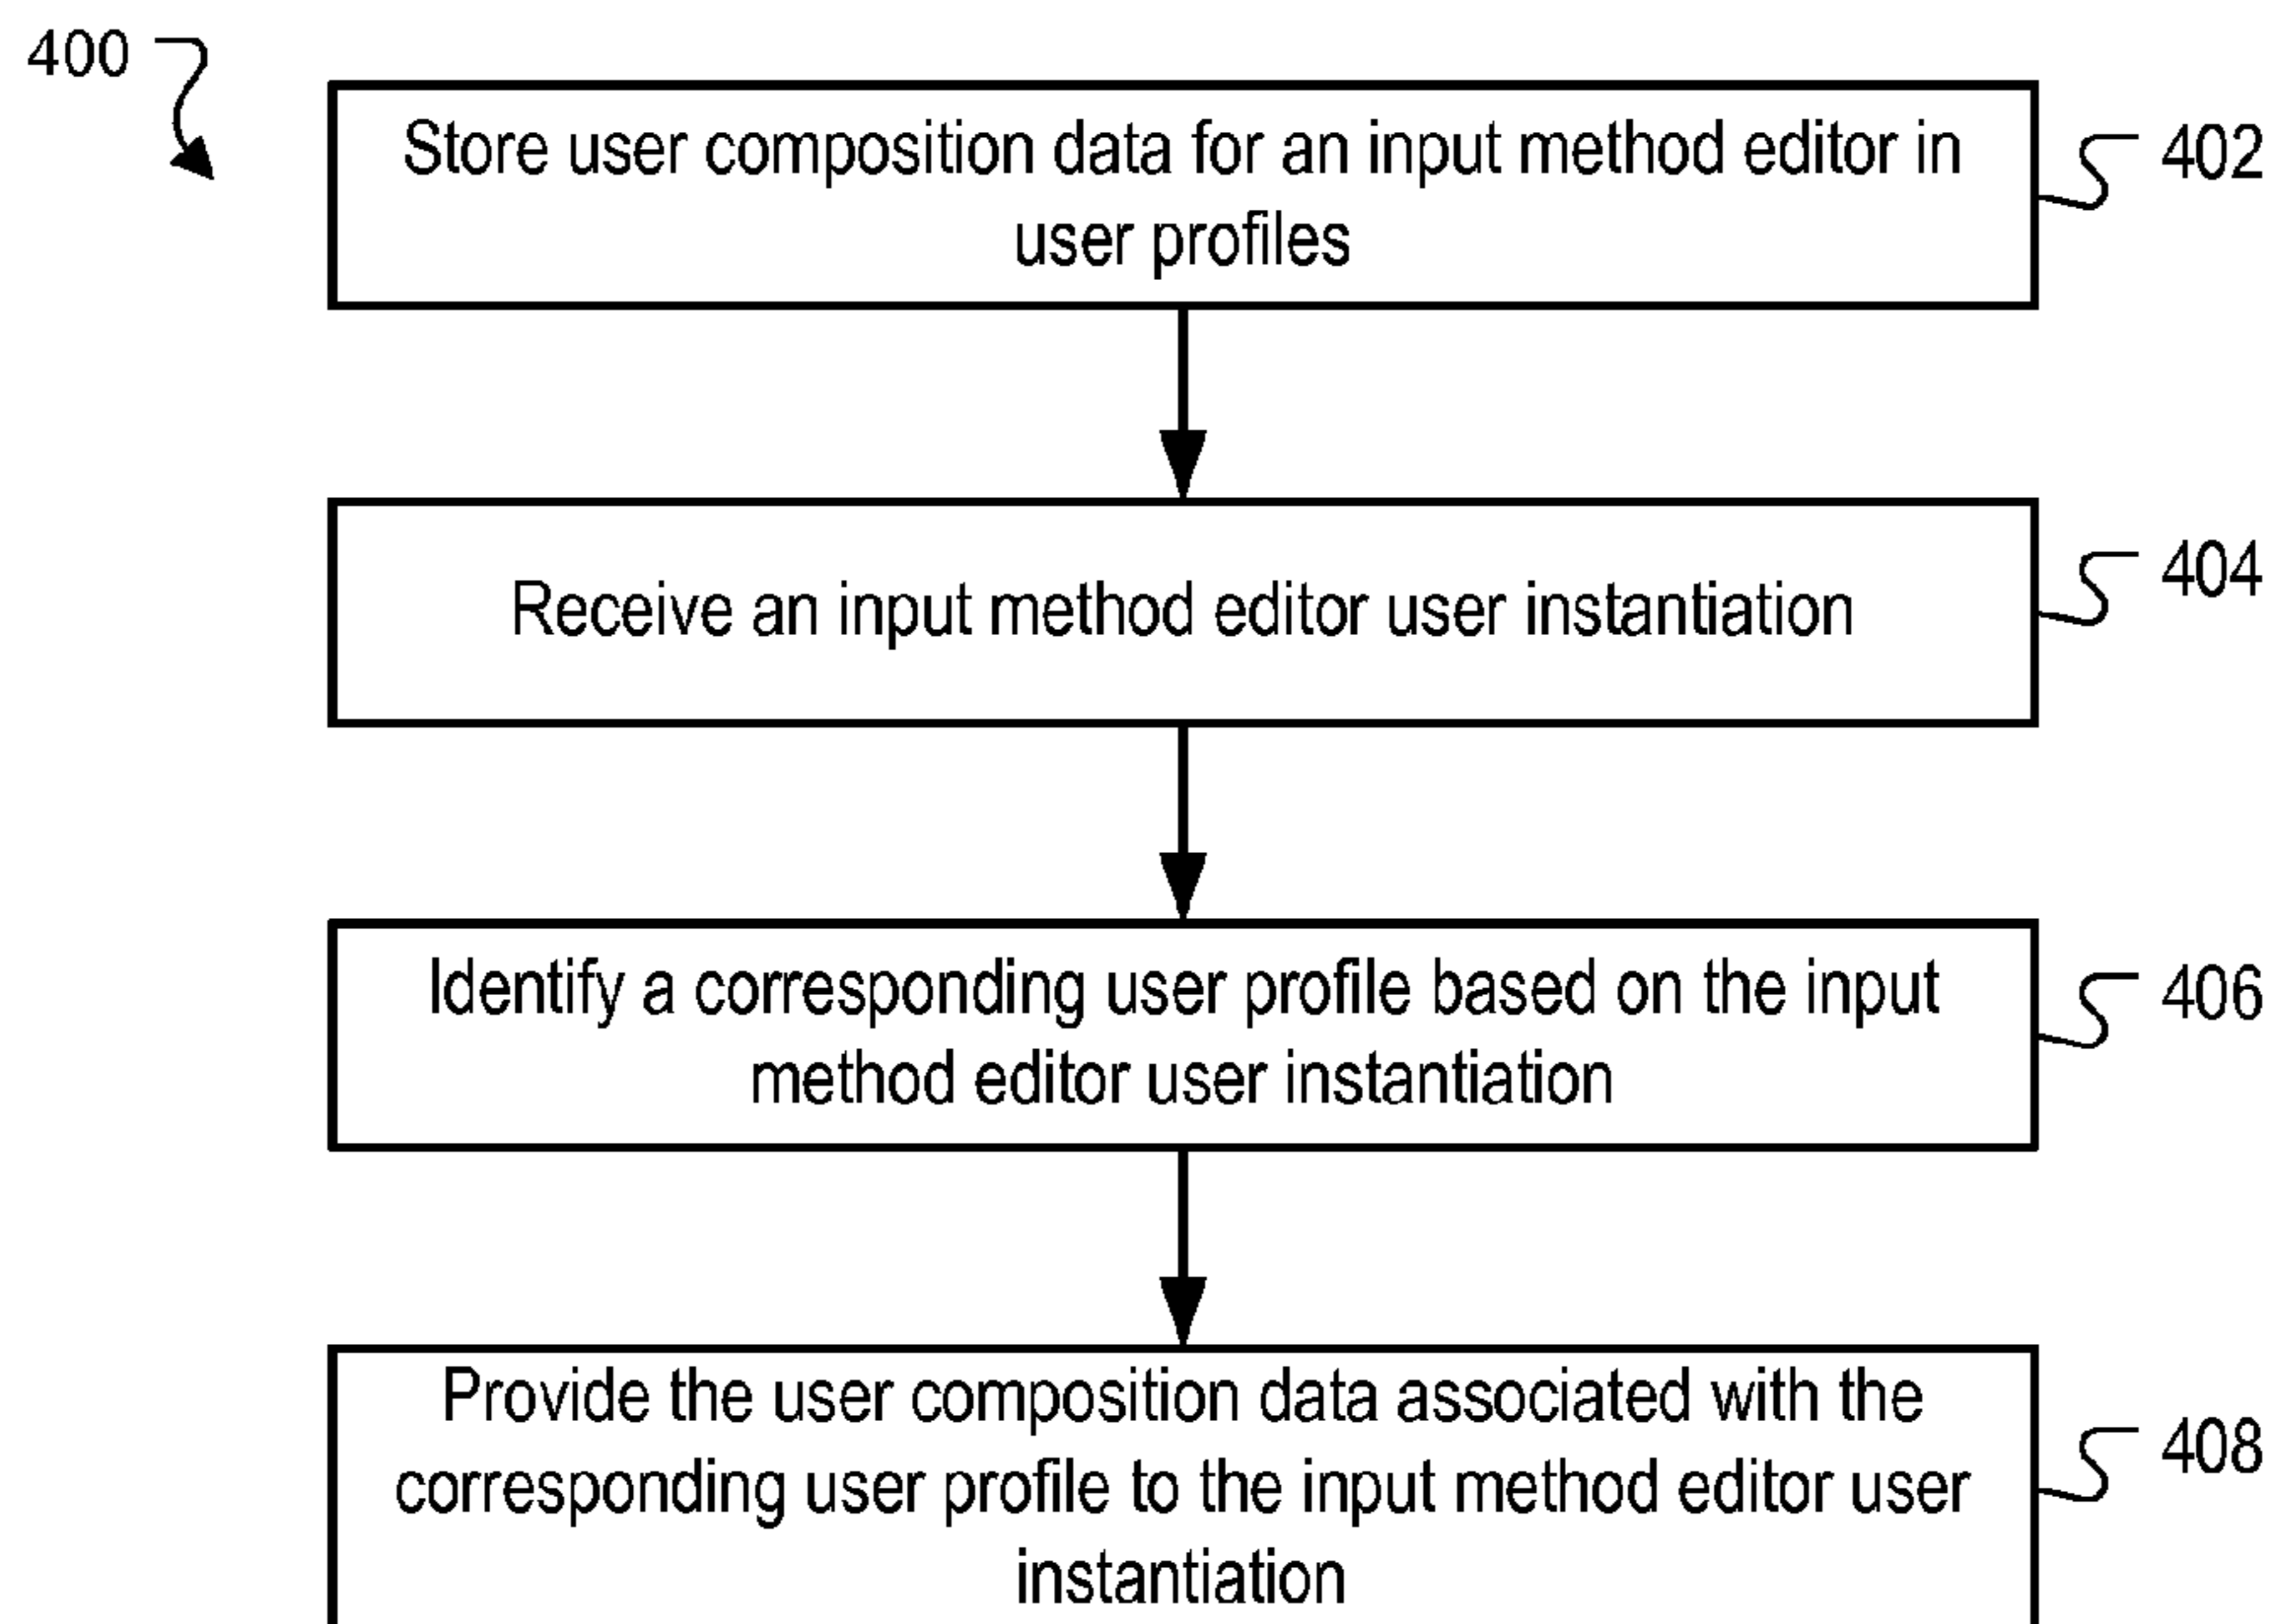 400
Store user composition data for an input method editor in
user profiles
402
Receive an input method editor user instantiation
404
Identify a corresponding user profile based on the input
method editor user instantiation
406
Provide the user composition data associated with the
corresponding user profile to the input method editor user
instantiation
408